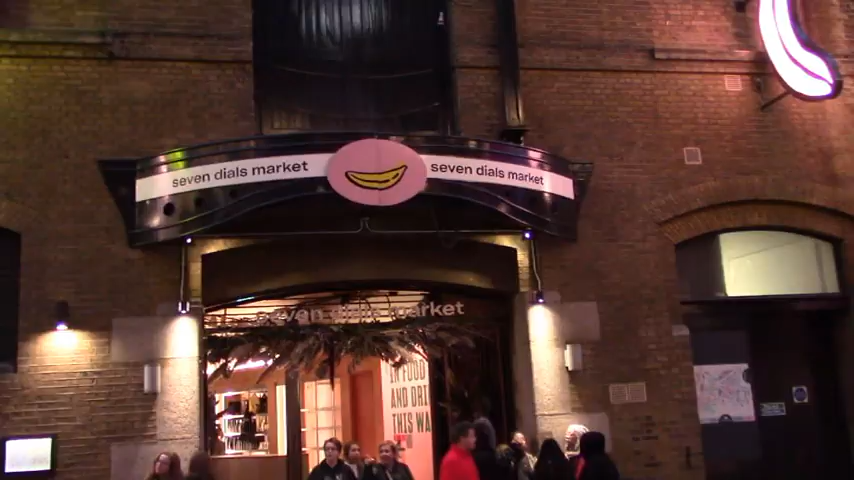 seven dials market
seven dials market
seven dials market
IN FOOD
AND DRI
THIS WA